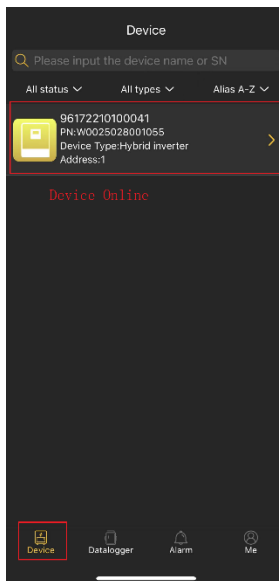 Device
Please input the device name or SN
All status All types Alias A-Z
96172210100041
PN:W0025028001055
Device Type:Hybrid inverter
Address:1
Device Online
Device Datalogger Alarm Me